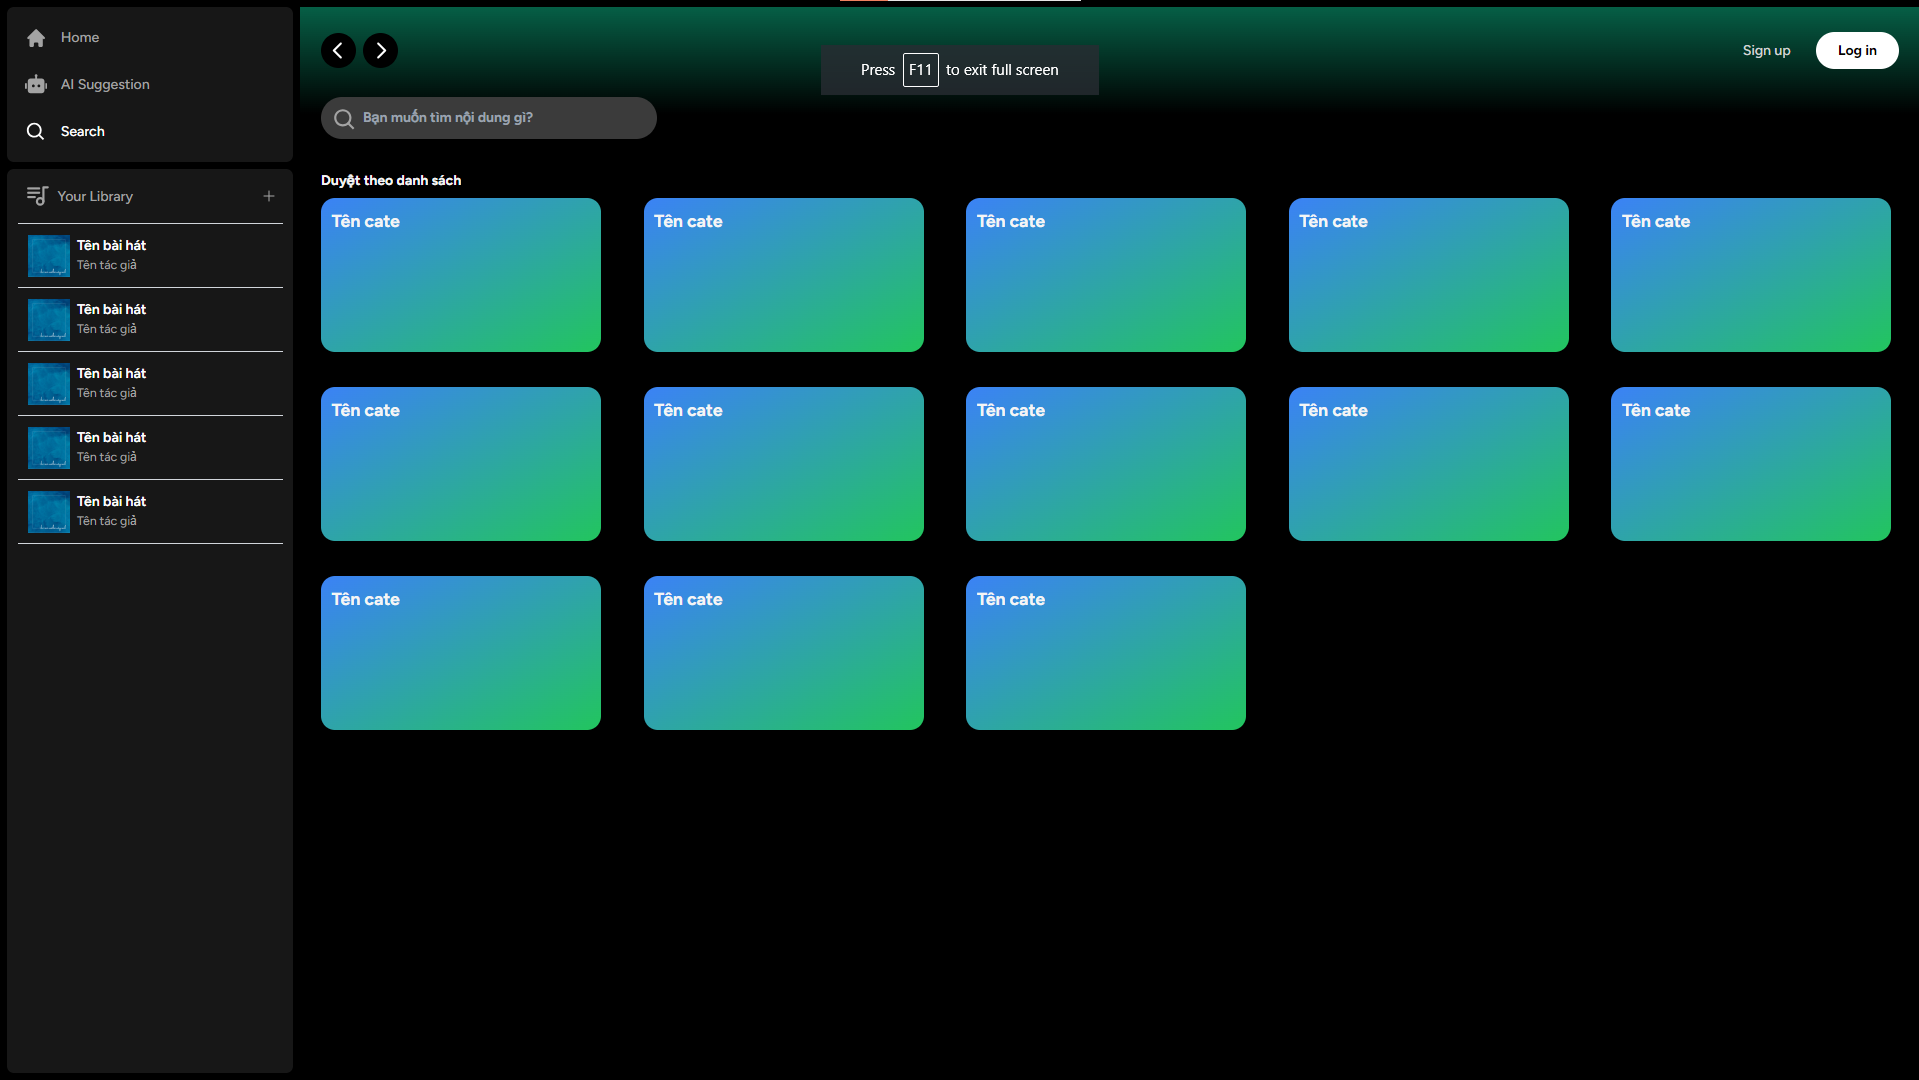 Home
AI Suggestion
Search
Your Library
Tên bài hát
Tên tác giả
Tên bài hát
Tên tác giả
Tên bài hát
Tên tác giả
Tên bài hát
Tên tác giả
Tên bài hát
Tên tác giả
Press F11 to exit full screen
Sign up
Log in
Bạn muốn tìm nội dung gì?
Duyệt theo danh sách
Tên cate
Tên cate
Tên cate
Tên cate
Tên cate
Tên cate
Tên cate
Tên cate
Tên cate
Tên cate
Tên cate
Tên cate
Tên cate